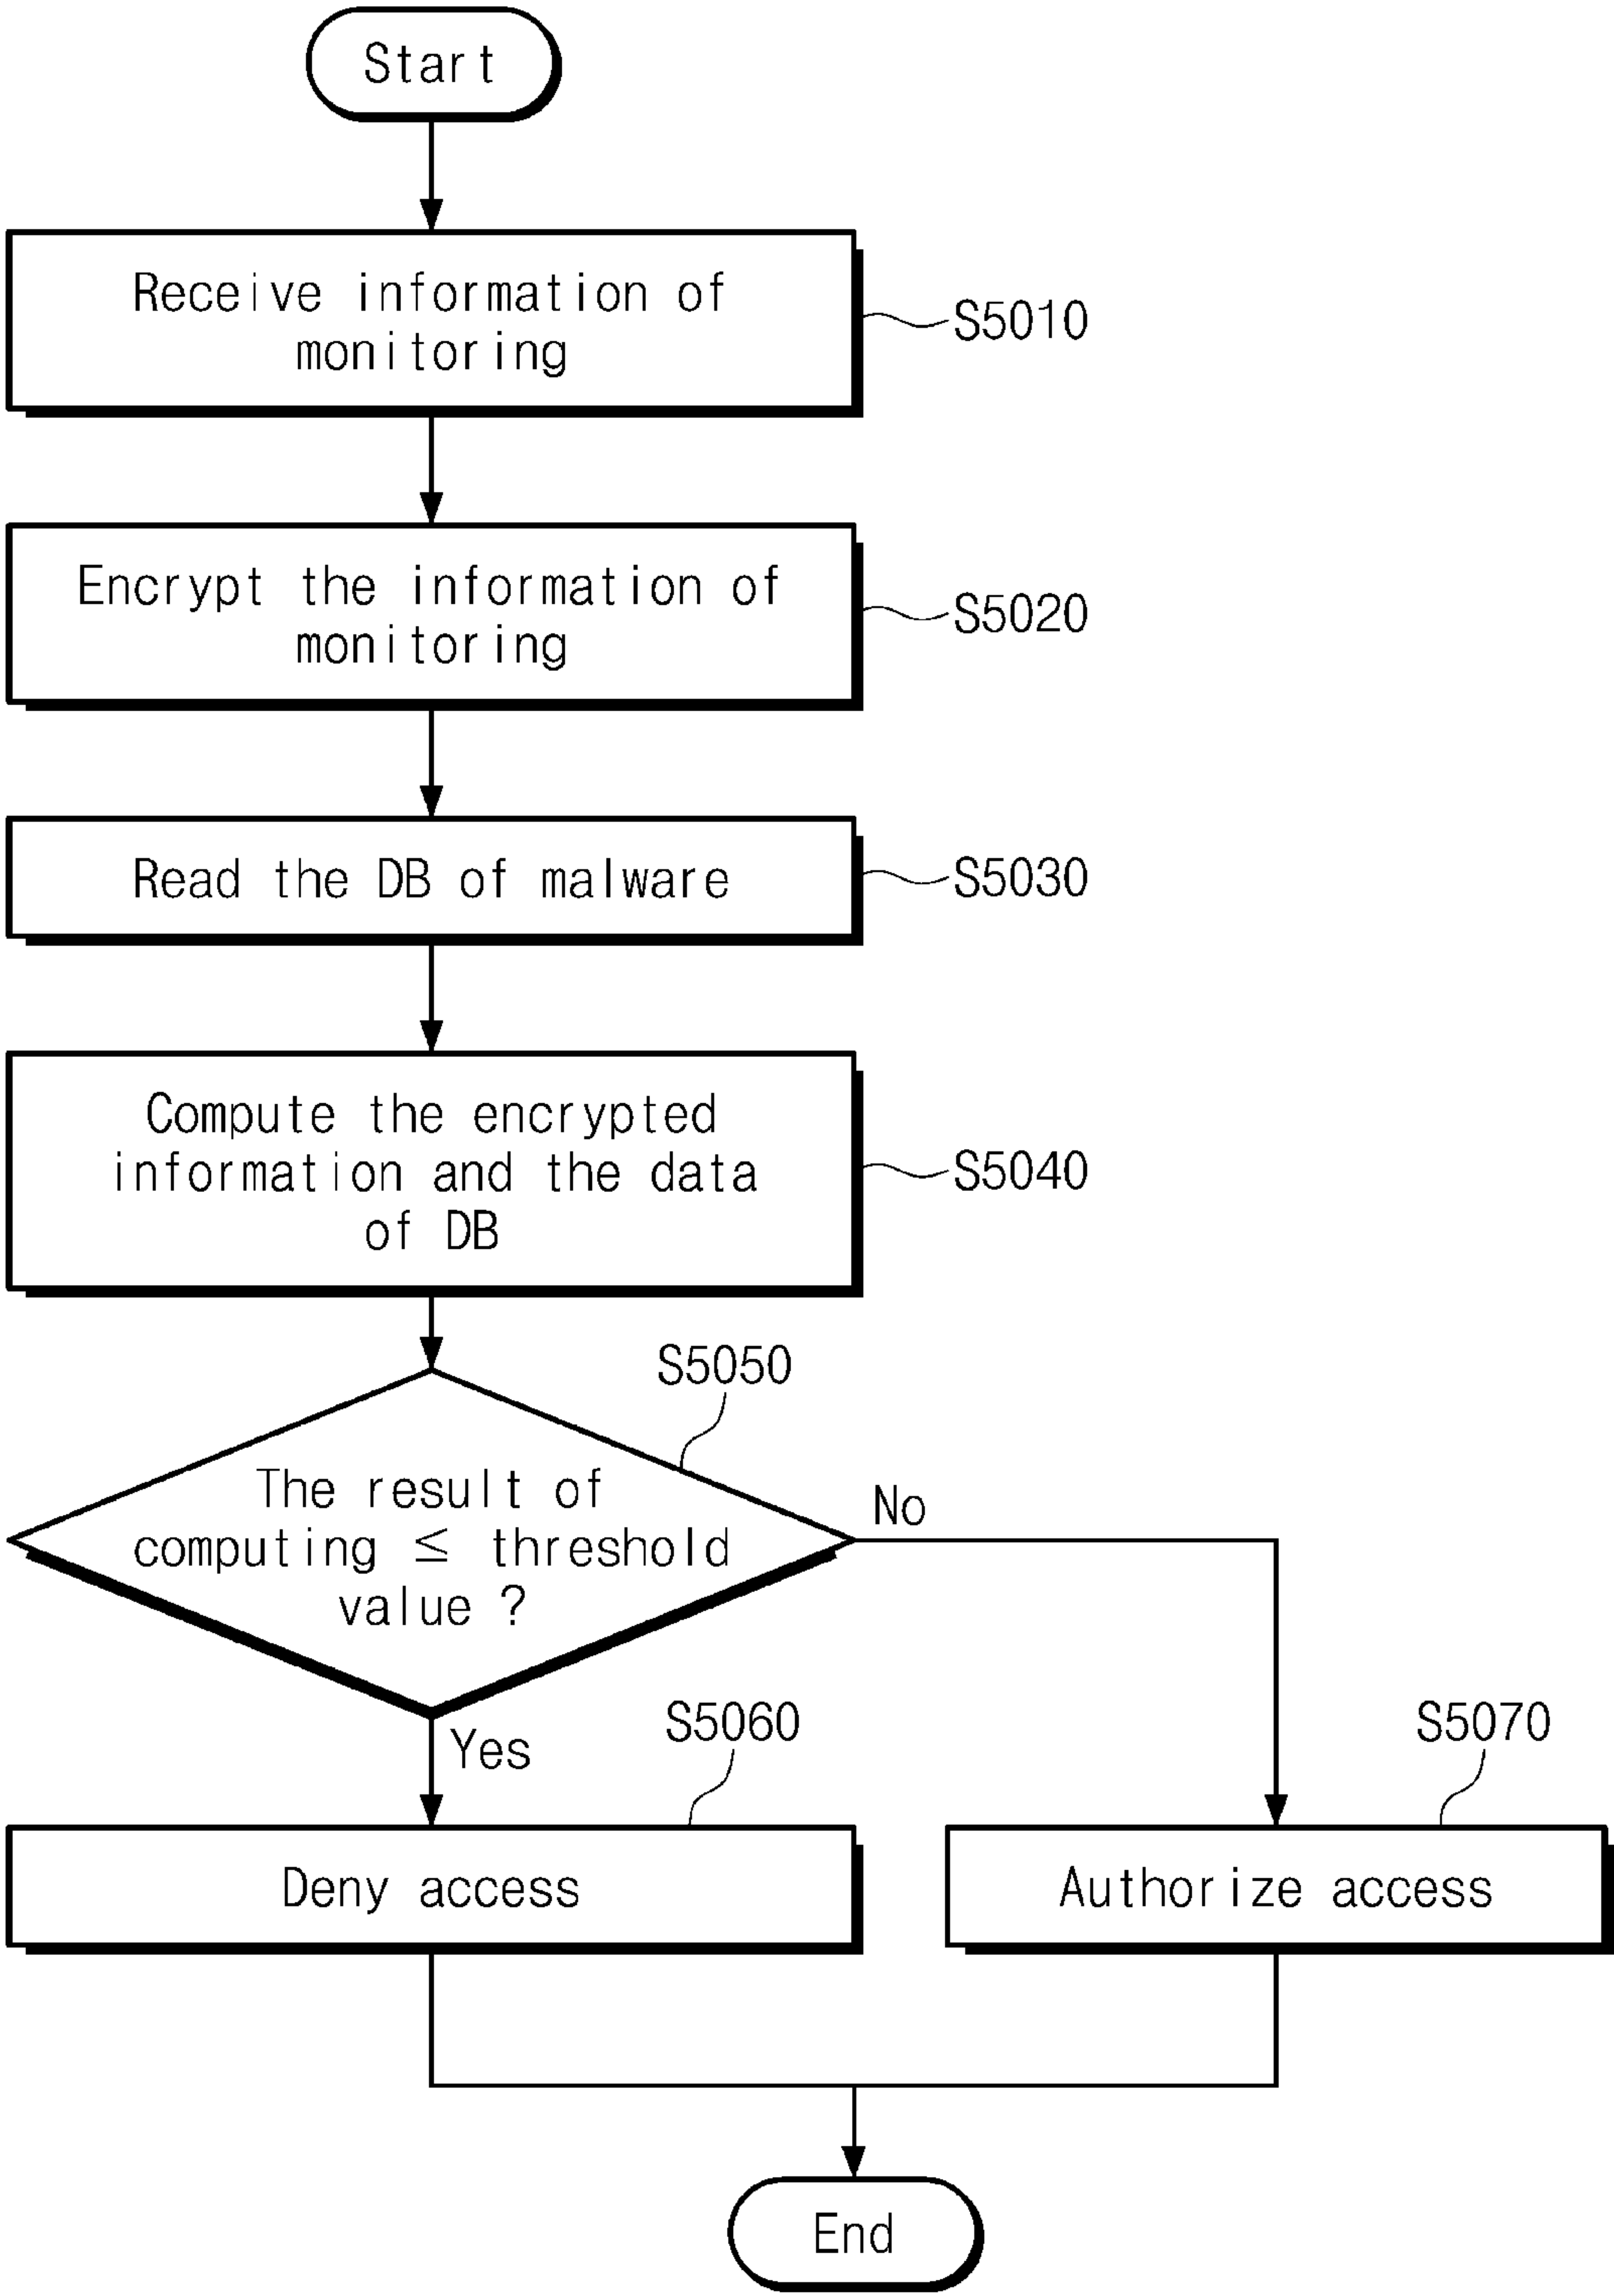 Start
Receive information of
monitoring
S5010
Encrypt the information of
monitoring
S5020
Read the DB of malware
S5030
Compute the encrypted
information and the data
of DB
S5040
S5050
The result of
computing ≦ threshold
value ?
No
Yes
S5060
S5070
Deny access
Authorize access
End